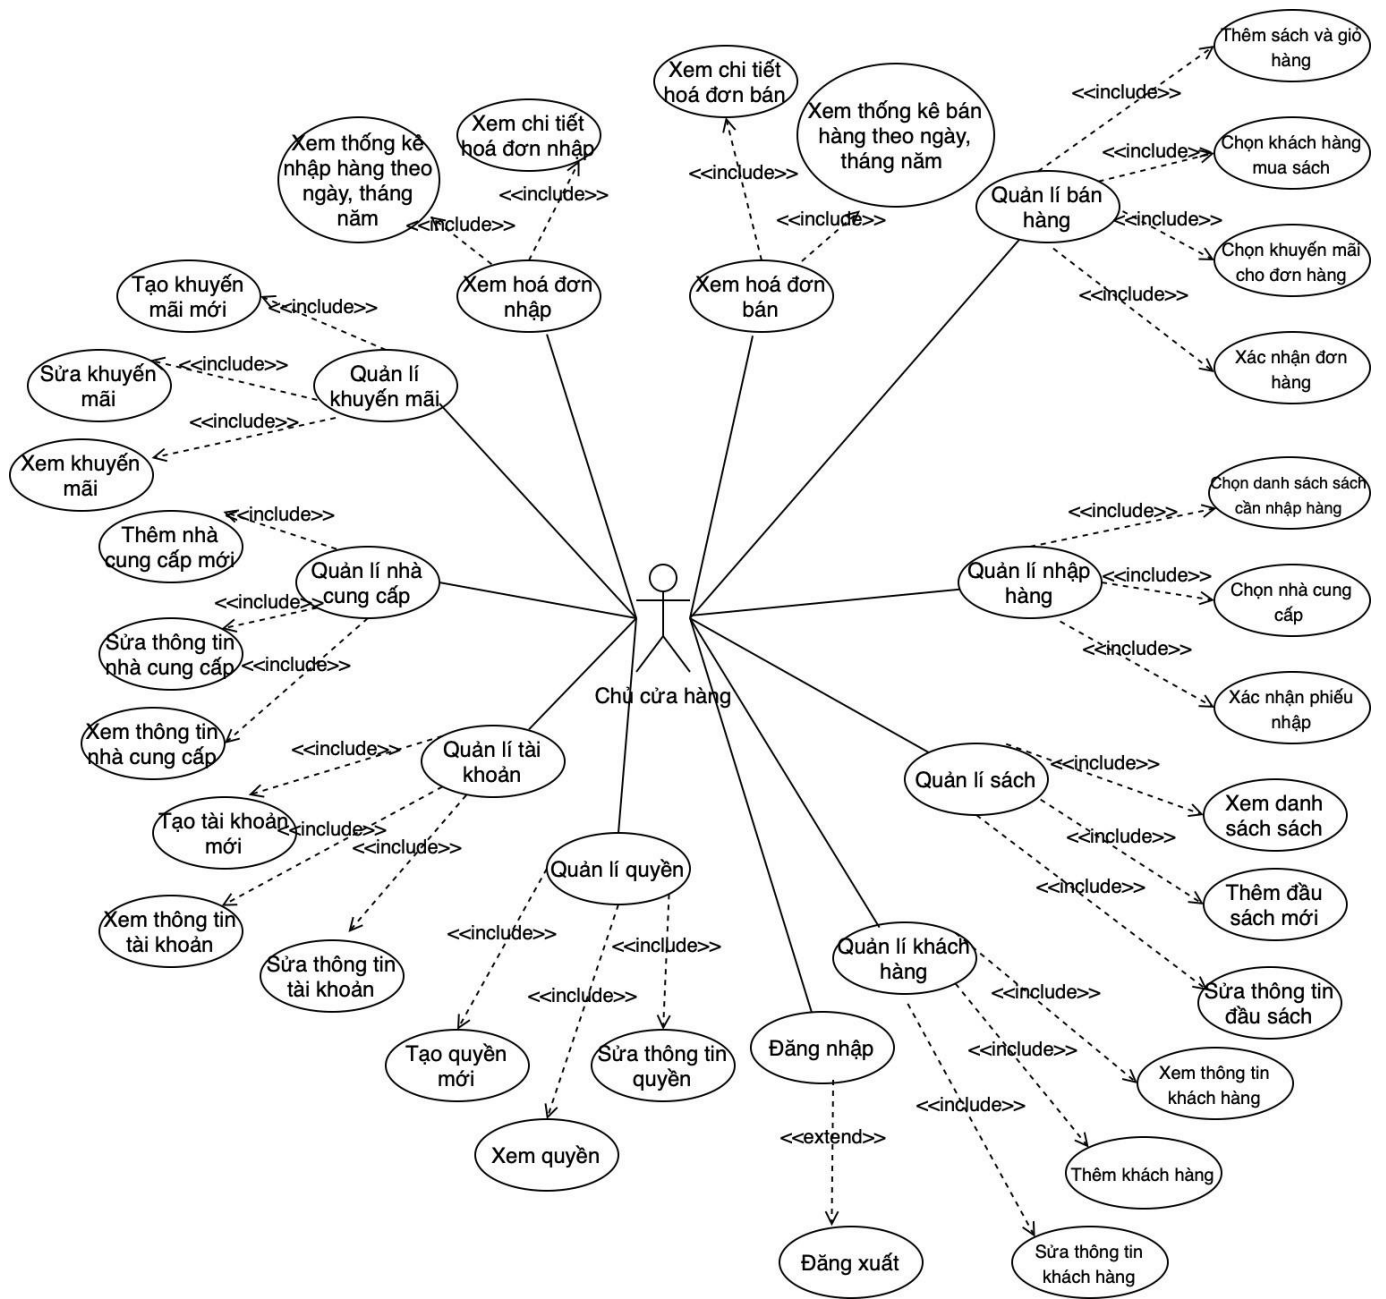 Thêm sách và giỏ
hàng
<<include>>
Chọn khách hàng
mua sách
<<include>>
Quản lí bán
hàng
<<include>>
Chọn khuyến mãi
cho đơn hàng
<<include>>
Xác nhận đơn
hàng
Xem chi tiết
hoá đơn bán
<<include>>
Xem thống kê bán
hàng theo ngày,
tháng năm
<<include>>
Xem hoá đơn
bán
Xem chi tiết
hoá đơn nhập
<<include>>
Xem thống kê
nhập hàng theo
ngày, tháng
năm
<<include>>
Xem hoá đơn
nhập
Tạo khuyến
mãi mới
<<include>>
Sửa khuyến
mãi
<<include>>
Quản lí
khuyến mãi
<<include>>
Xem khuyến
mãi
<<include>>
Thêm nhà
cung cấp mới
Quản lí nhà
cung cấp
<<include>>
Sửa thông tin
nhà cung cấp
<<include>>
Xem thông tin
nhà cung cấp
Chủ cửa hàng
Chọn danh sách sách
cần nhập hàng
<<include>>
Quản lí nhập
hàng
<<include>>
Chọn nhà cung
cấp
<<include>>
Xác nhận phiếu
nhập
Quản lí tài
khoản
<<include>>
Tạo tài khoản
mới
<<include>>
<<include>>
Xem thông tin
tài khoản
Sửa thông tin
tài khoản
Quản lí sách
<<include>>
Xem danh
sách sách
<<include>>
Thêm đầu
sách mới
<<include>>
Sửa thông tin
đầu sách
Quản lí quyền
<<include>>
<<include>>
<<include>>
Tạo quyền
mới
Sửa thông tin
quyền
Xem quyền
Quản lí khách
hàng
<<include>>
<<include>>
<<include>>
Xem thông tin
khách hàng
Thêm khách hàng
Sửa thông tin
khách hàng
Đăng nhập
<<extend>>
Đăng xuất